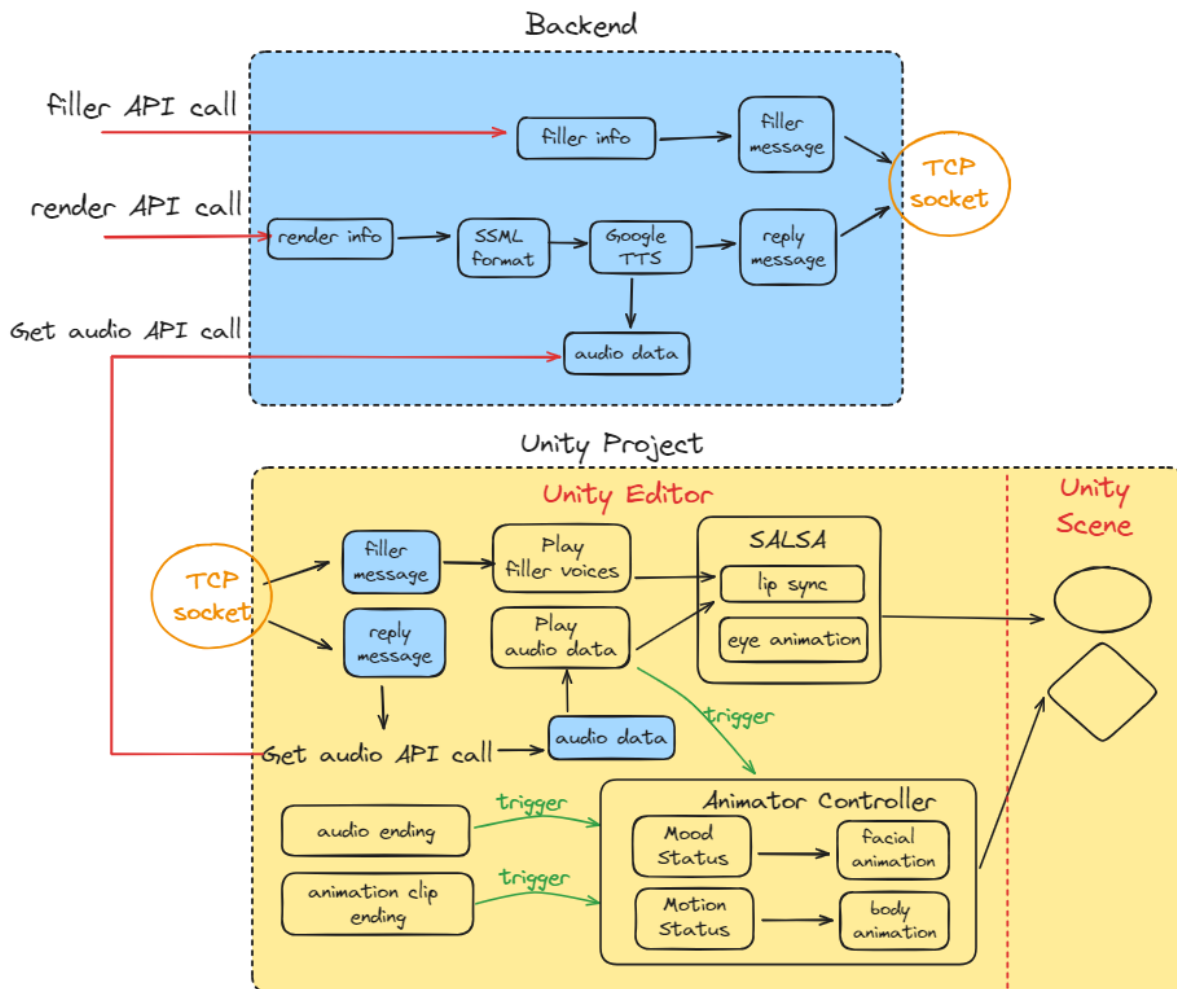 Backend
filler API call
filler info
filler
message
TCP
socket
render API call
render info
SSML
format
Google
TTS
reply
message
Get audio API call
audio data
Unity Project
Unity Editor
Unity
Scene
TCP
socket
filler
message
Play
filler voices
SALSA
lip sync
eye animation
reply
message
Play
audio data
trigger
Get audio API call
audio data
audio ending
trigger
animation clip
ending
trigger
Animator Controller
Mood
Status
facial
animation
Motion
Status
body
animation